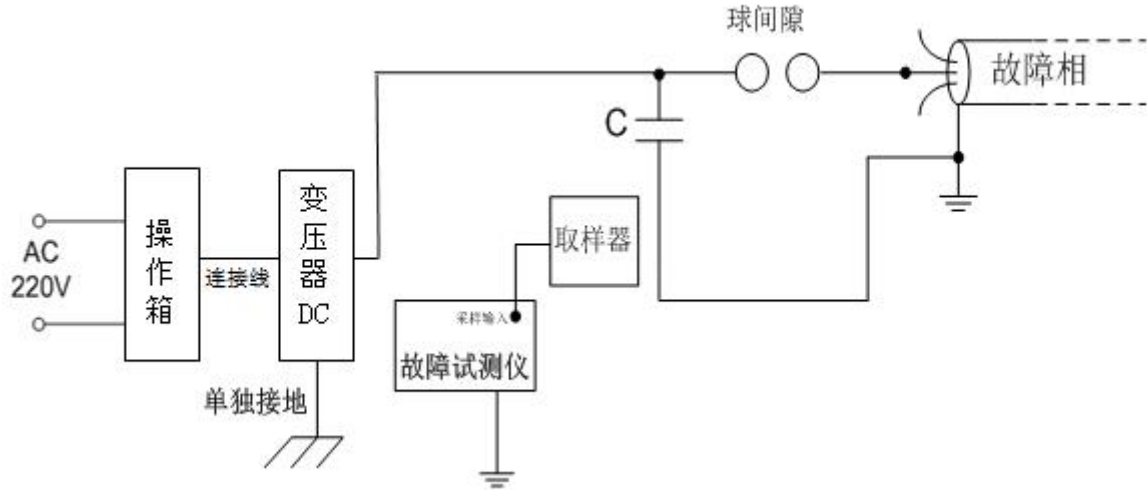 球间隙
故障相
C
变
压
器
DC
操
作
箱
AC
220V
连接线
取样器
采样输入
故障试测仪
单独接地